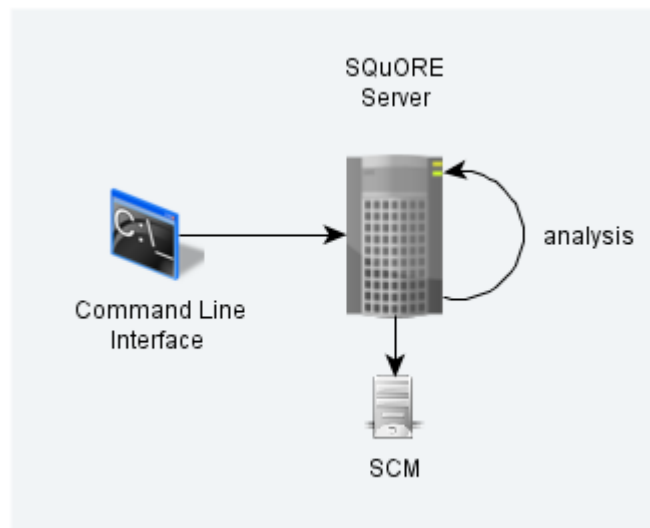 SQuORE
Server
C:\_
analysis
Command Line
Interface
SCM